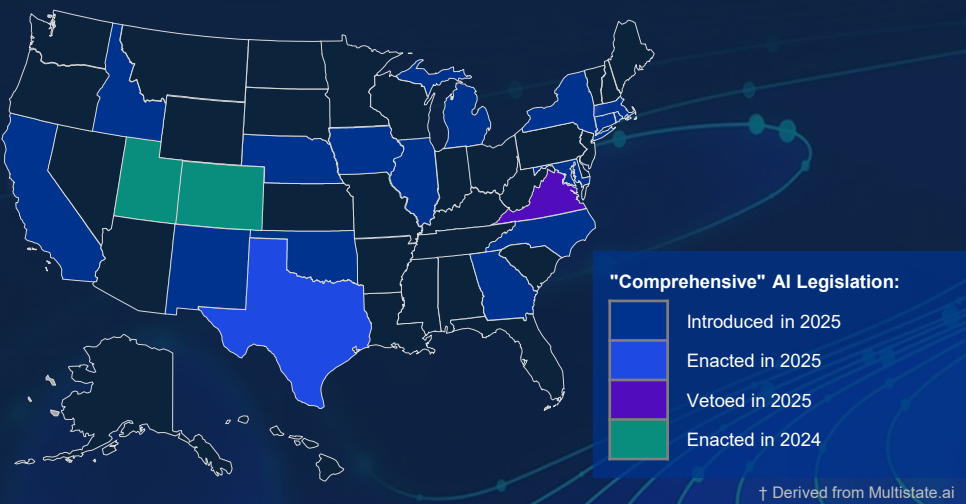 "Comprehensive" AI Legislation:
Introduced in 2025
Enacted in 2025
Vetoed in 2025
Enacted in 2024
† Derived from Multistate.ai